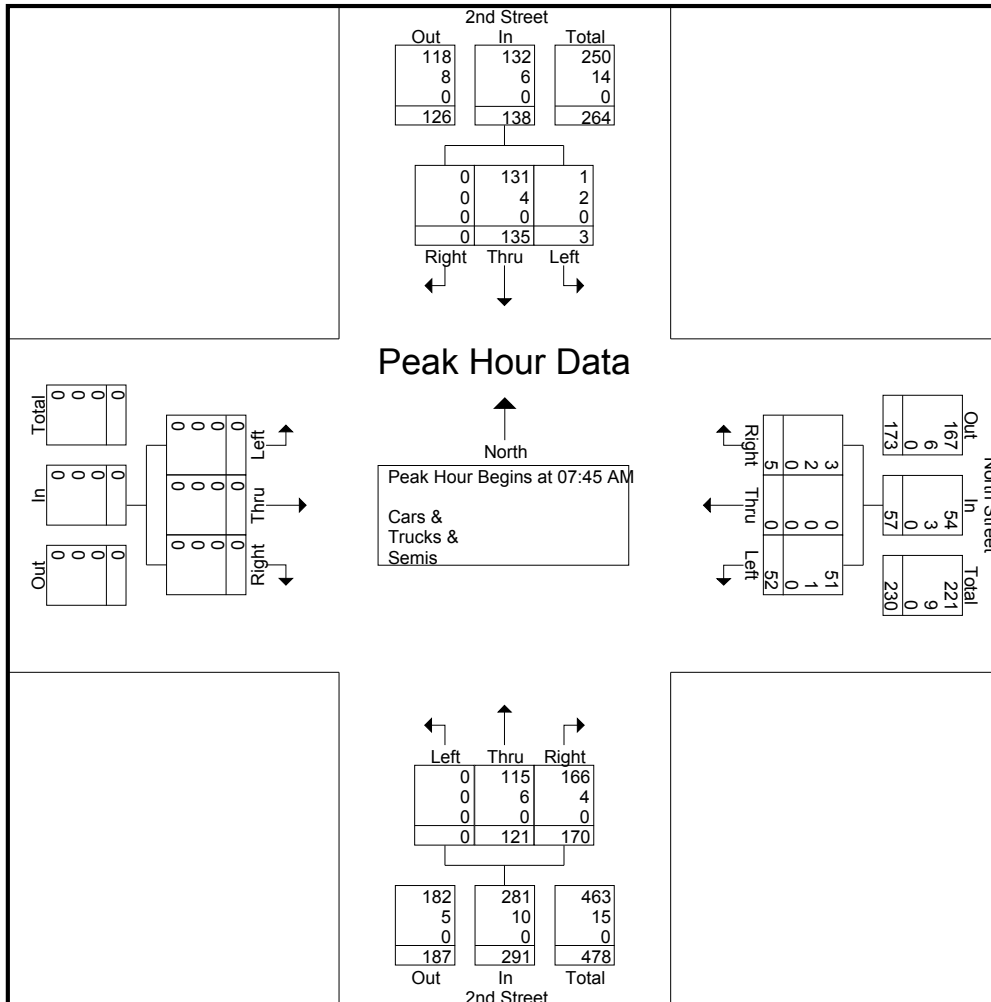 2nd Street
Out In Total
118 132 250
8 6 14
0 0 0
126 138 264
0 131 1
0 4 2
0 0 0
0 135 3
Right Thru Left
Peak Hour Data
North
Peak Hour Begins at 07:45 AM
Cars &
Trucks &
Semis
Total
0 0 0 0
In
0 0 0 0
Out
0 0 0 0
Left
0 0 0 0
Thru
0 0 0 0
Right
0 0 0 0
Right
3 2 0 5
Thru
0 0 0 0
Left
51 1 0 52
North Street
Out
167 6 0 173
In
54 3 0 57
Total
221 9 0 230
Left Thru Right
0 115 166
0 6 4
0 0 0
0 121 170
182 281 463
5 10 15
0 0 0
187 291 478
Out In Total
2nd Street